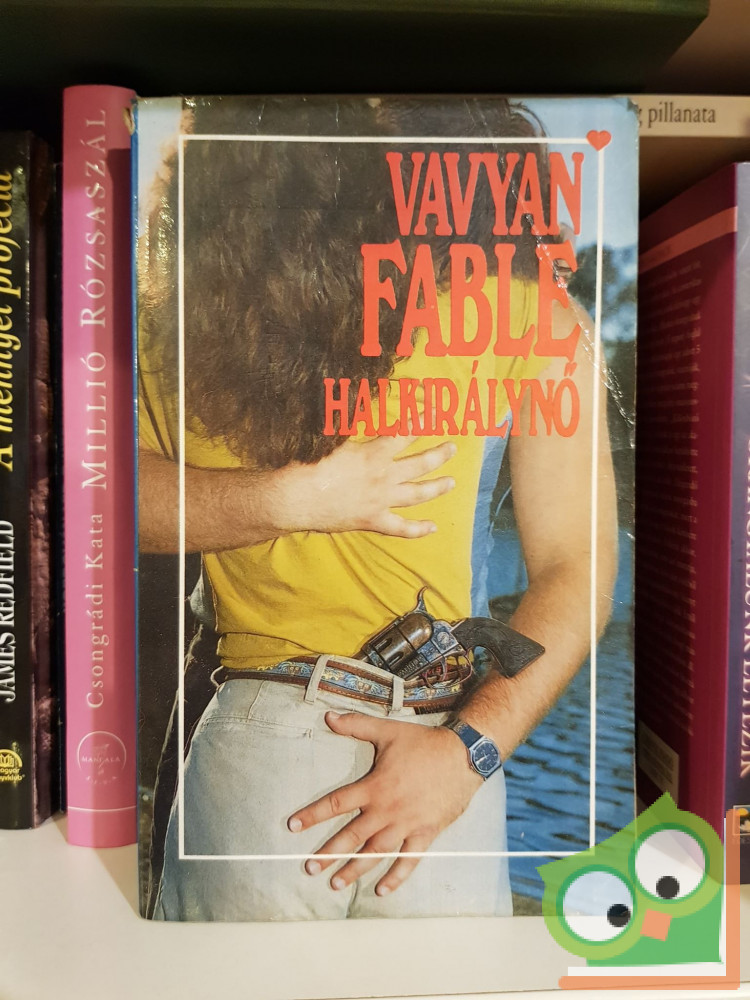 VAVYAN
FABLE
HALKIRÁLYNŐ
JAMES REDFIELD A mennyei prófécia
Csongrádi Kata MILLIÓ RÓZSASZÁL
pillanata